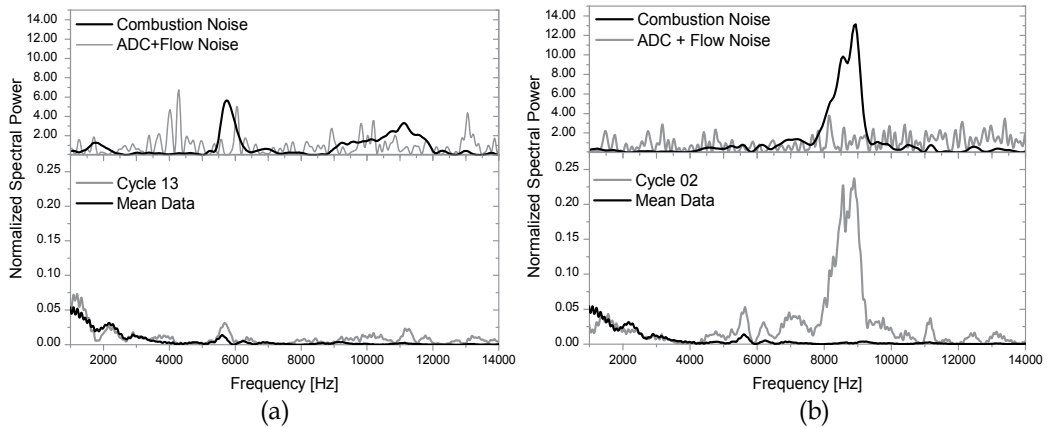 14.00
12.00
10.00
8.00
6.00
4.00
2.00
Combustion Noise
ADC+Flow Noise
Normalized Spectral Power
0.25
0.20
0.15
0.10
0.05
0.00
Cycle 13
Mean Data
2000 4000 6000 8000 10000 12000 14000
Frequency [Hz]
(a)
14.00
12.00
10.00
8.00
6.00
4.00
2.00
Combustion Noise
ADC + Flow Noise
Normalized Spectral Power
0.25
0.20
0.15
0.10
0.05
0.00
Cycle 02
Mean Data
2000 4000 6000 8000 10000 12000 14000
Frequency [Hz]
(b)